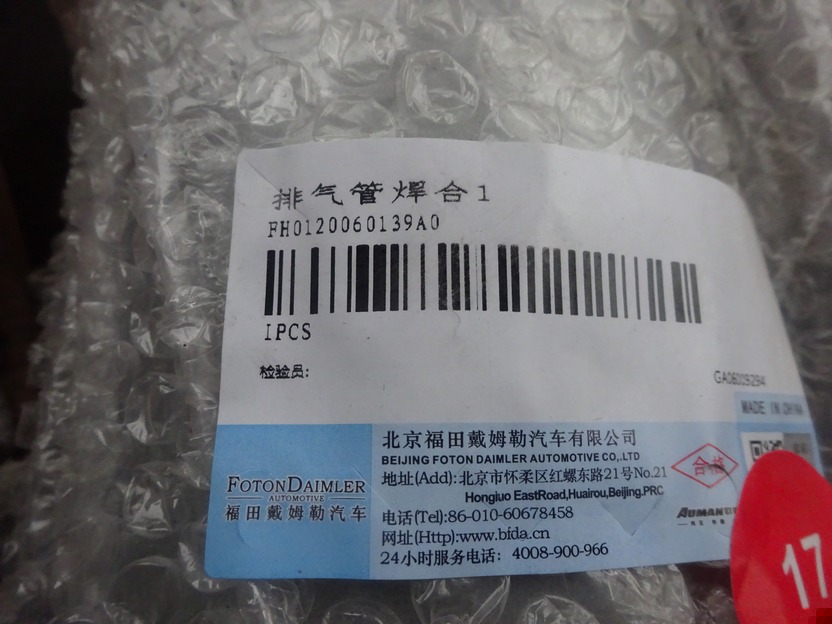 排气管焊合1
FH0120060139A0
1PCS
检验员:
GA06009294
MADE IN CHINA
北京福田戴姆勒汽车有限公司
BEIJING FOTON DAIMLER AUTOMOTIVE CO,.LTD
地址(Add):北京市怀柔区红螺东路21号No.21
Hongluo EastRoad,Huairou,Beijing.PRC
电话(Tel):86-010-60678458
网址(Http):www.bfda.cn
24小时服务电话: 4008-900-966
FOTONDAIMLER
AUTOMOTIVE
福田戴姆勒汽车
合格
AUMAN
17